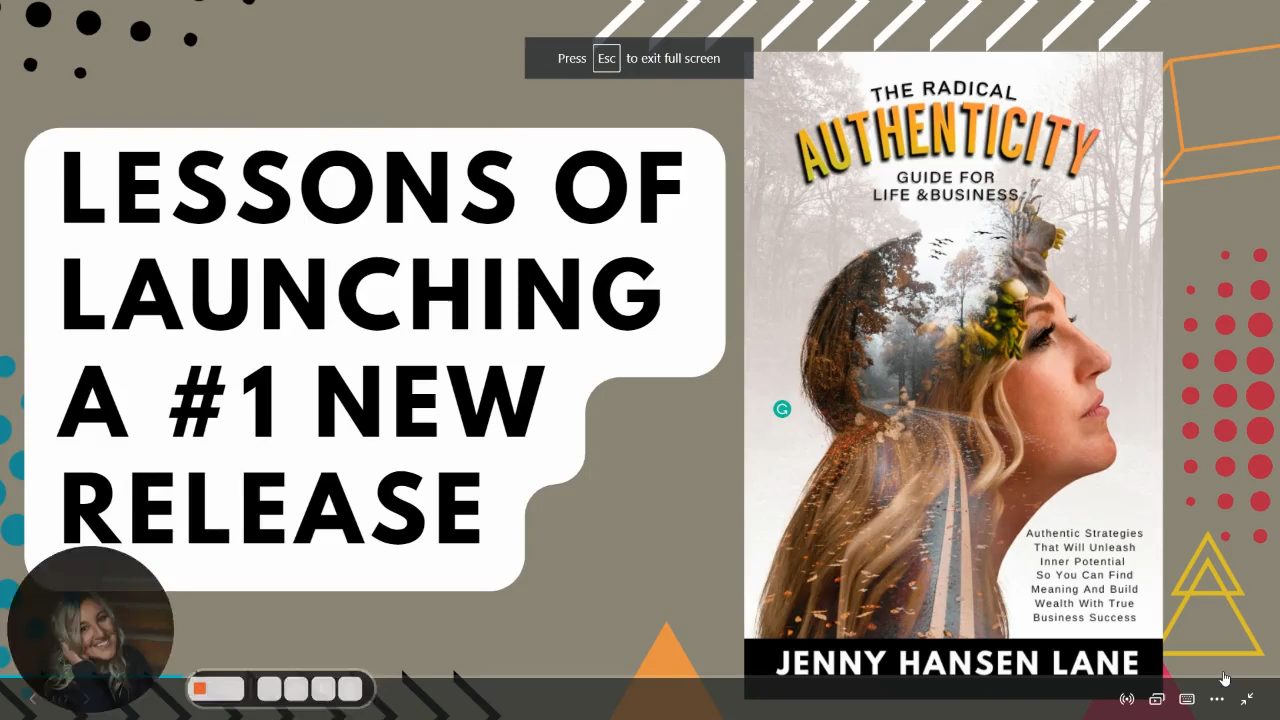 Press Esc to exit full screen
LESSONS OF
LAUNCHING
A #1 NEW
RELEASE
THE RADICAL
AUTHENTICITY
GUIDE FOR
LIFE &BUSINESS
Authentic Strategies
That Will Unleash
Inner Potential
So You Can Find
Meaning And Build
Wealth With True
Business Success
JENNY HANSEN LANE